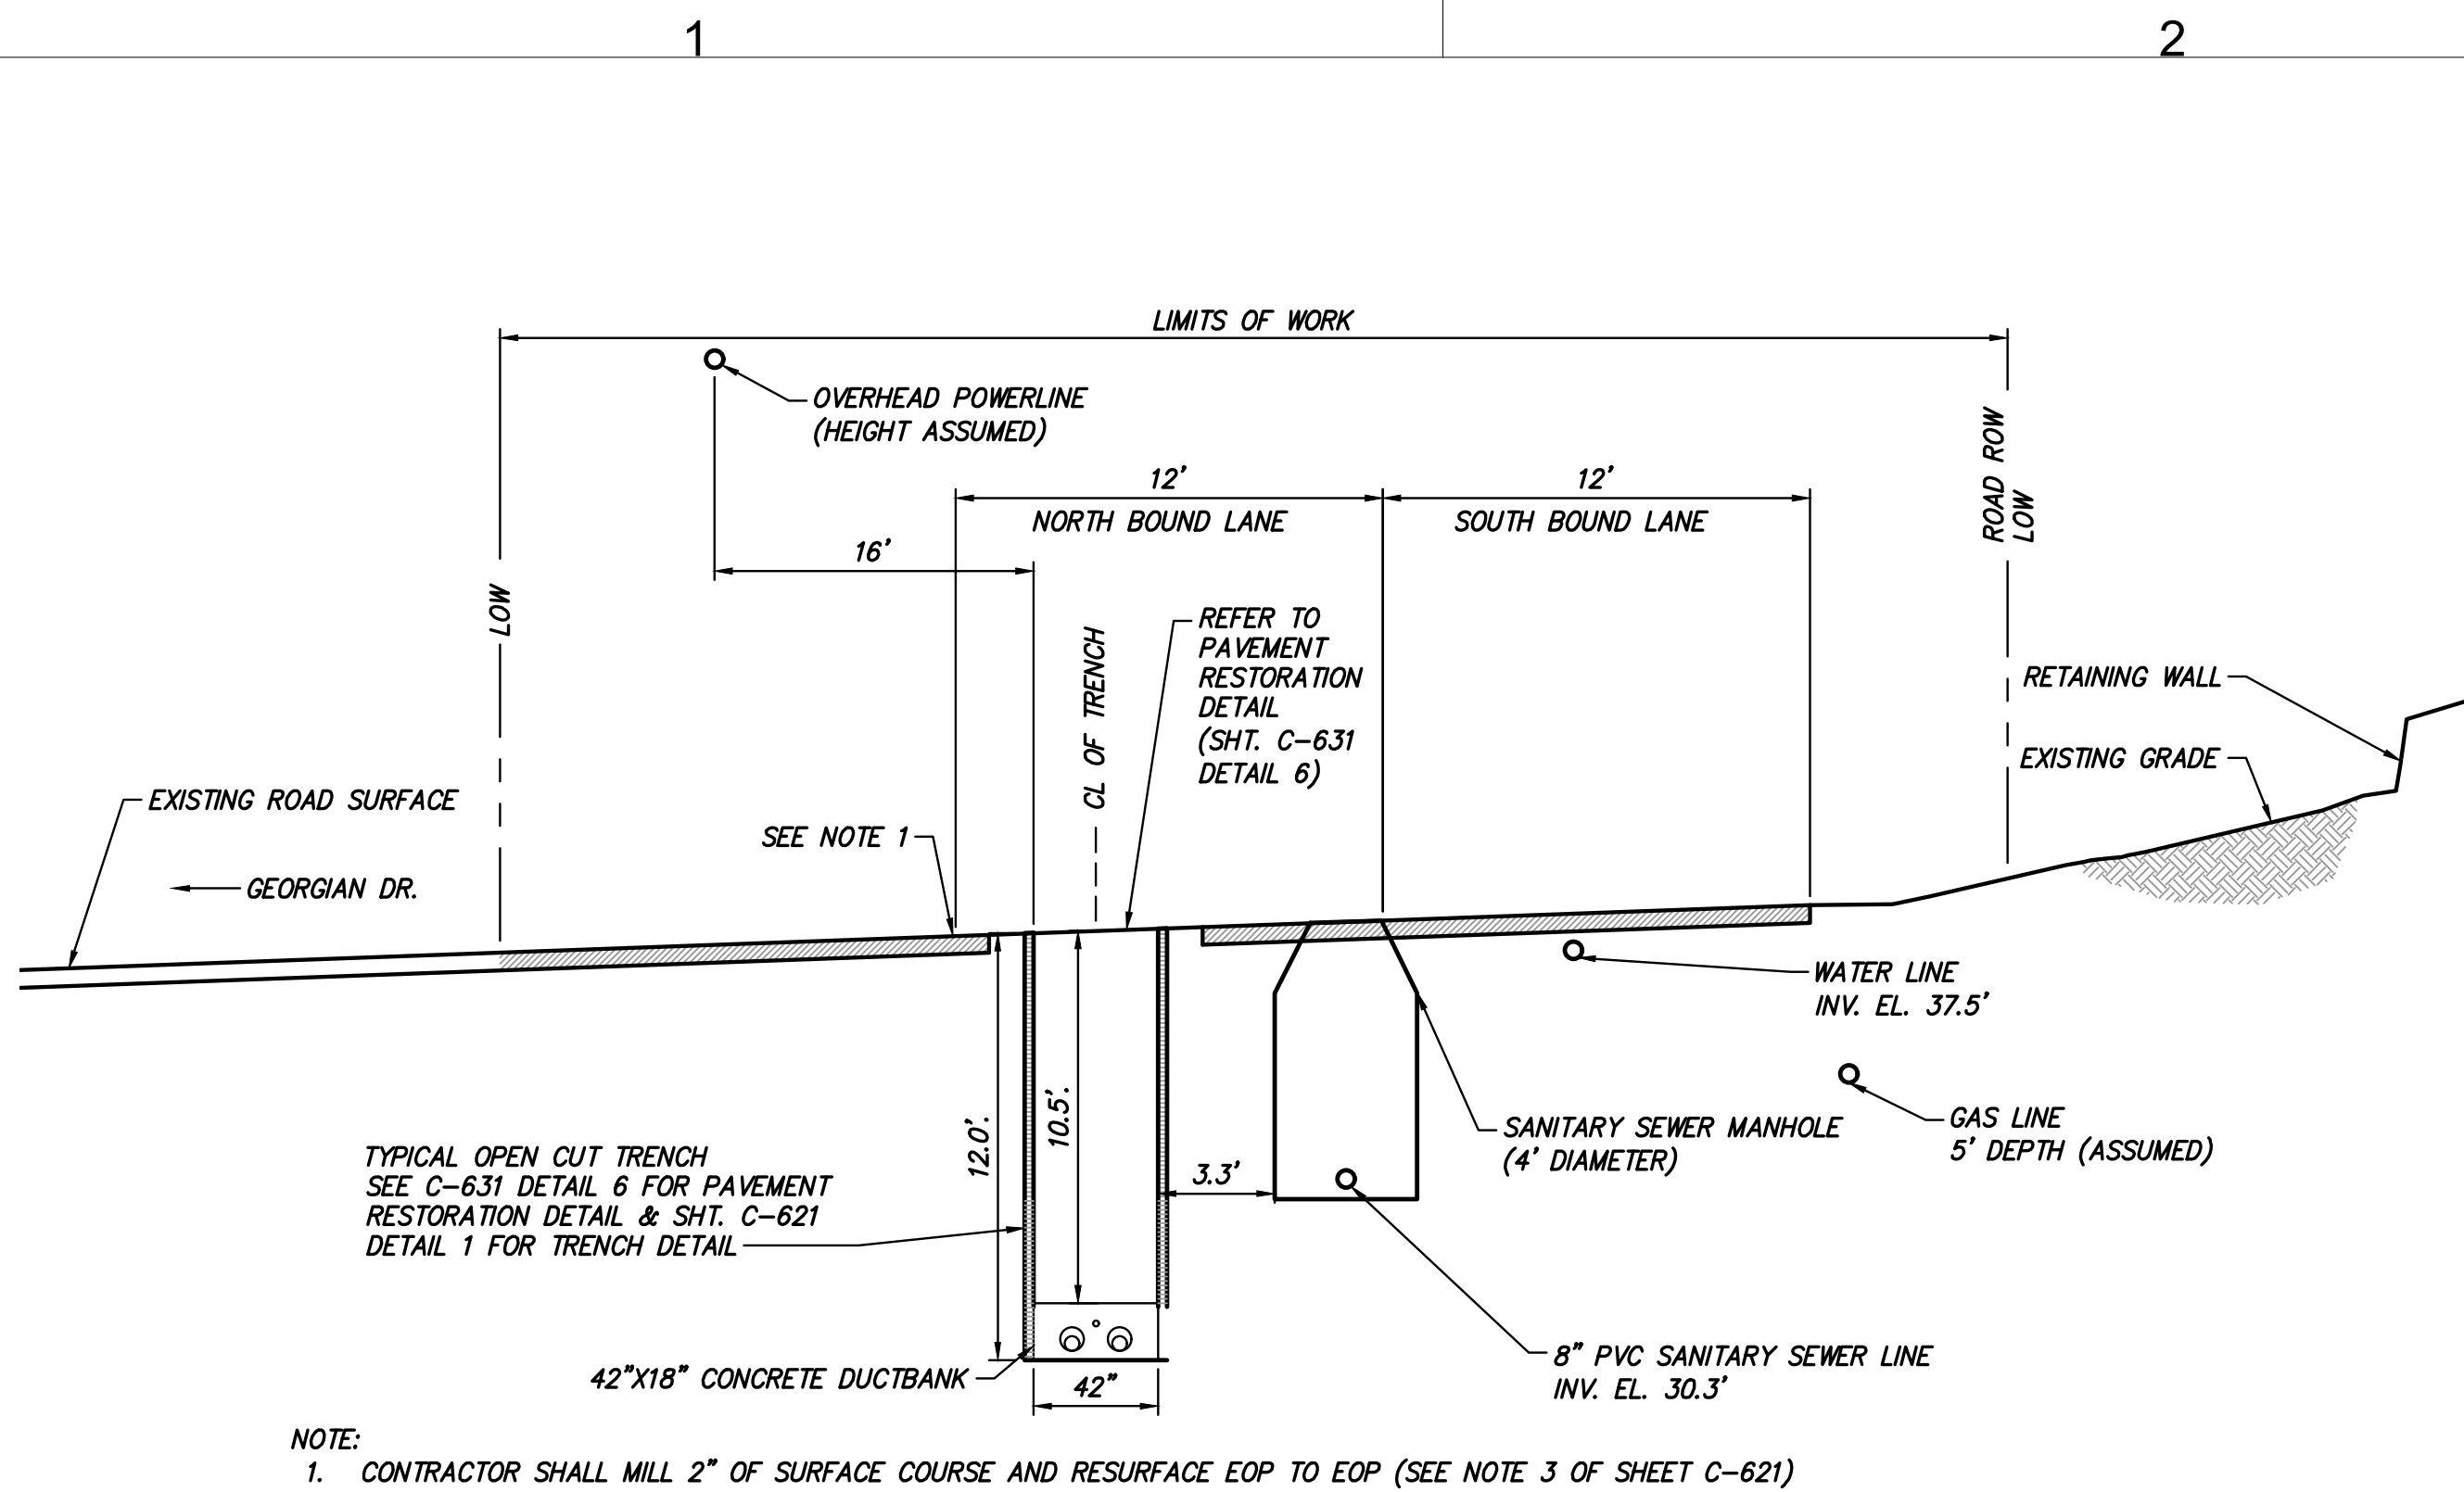 1
2
LIMITS OF WORK
OVERHEAD POWERLINE
(HEIGHT ASSUMED)
12'
12'
NORTH BOUND LANE
SOUTH BOUND LANE
16'
ROAD ROW
LOW
LOW
CL OF TRENCH
REFER TO
PAVEMENT
RESTORATION
DETAIL
(SHT. C-631
DETAIL 6)
RETAINING WALL
EXISTING GRADE
EXISTING ROAD SURFACE
SEE NOTE 1
GEORGIAN DR.
WATER LINE
INV. EL. 37.5'
GAS LINE
5' DEPTH (ASSUMED)
SANITARY SEWER MANHOLE
(4' DIAMETER)
12.0'.
10.5'.
3.3'
TYPICAL OPEN CUT TRENCH
SEE C-631 DETAIL 6 FOR PAVEMENT
RESTORATION DETAIL & SHT. C-621
DETAIL 1 FOR TRENCH DETAIL
42"X18" CONCRETE DUCTBANK
42"
8" PVC SANITARY SEWER LINE
INV. EL. 30.3'
NOTE:
1. CONTRACTOR SHALL MILL 2" OF SURFACE COURSE AND RESURFACE EOP TO EOP (SEE NOTE 3 OF SHEET C-621)